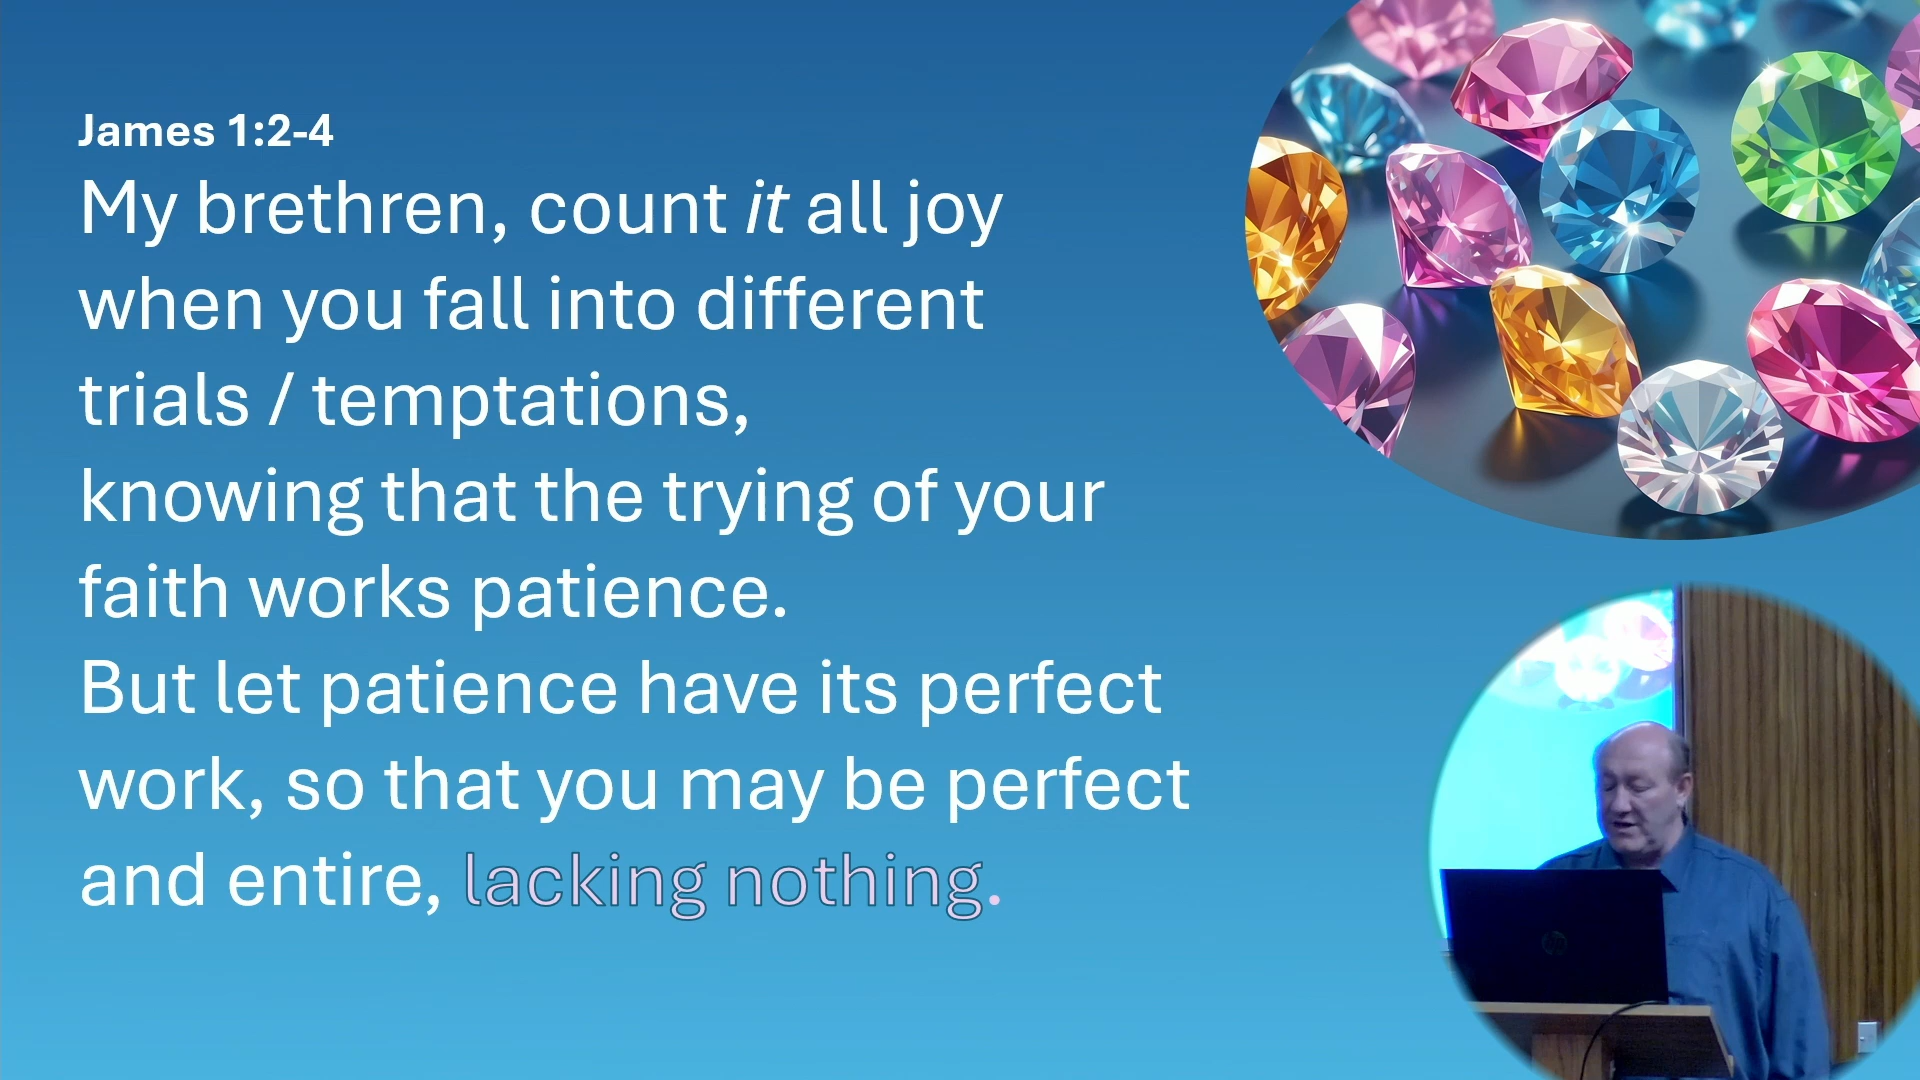 James 1:2-4
My brethren, count it all joy
when you fall into different
trials / temptations,
knowing that the trying of your
faith works patience.
But let patience have its perfect
work, so that you may be perfect
and entire, lacking nothing.
hp